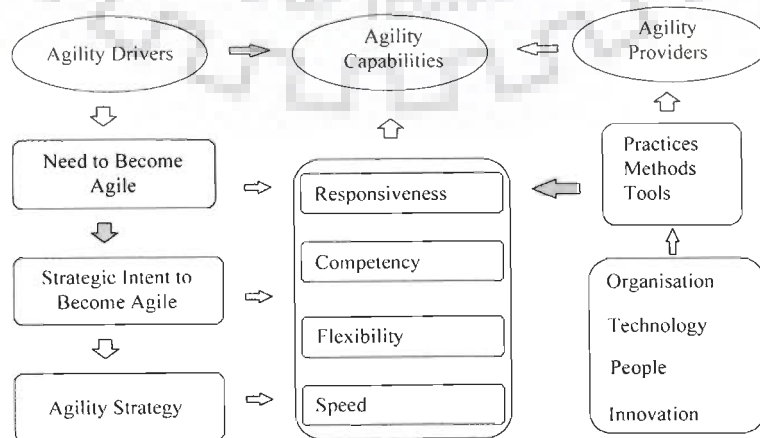 Agility Drivers
Agility
Capabilities
Agility
Providers
Need to Become
Agile
Strategic Intent to
Become Agile
Agility Strategy
Responsiveness
Competency
Flexibility
Speed
Practices
Methods
Tools
Organisation
Technology
People
Innovation